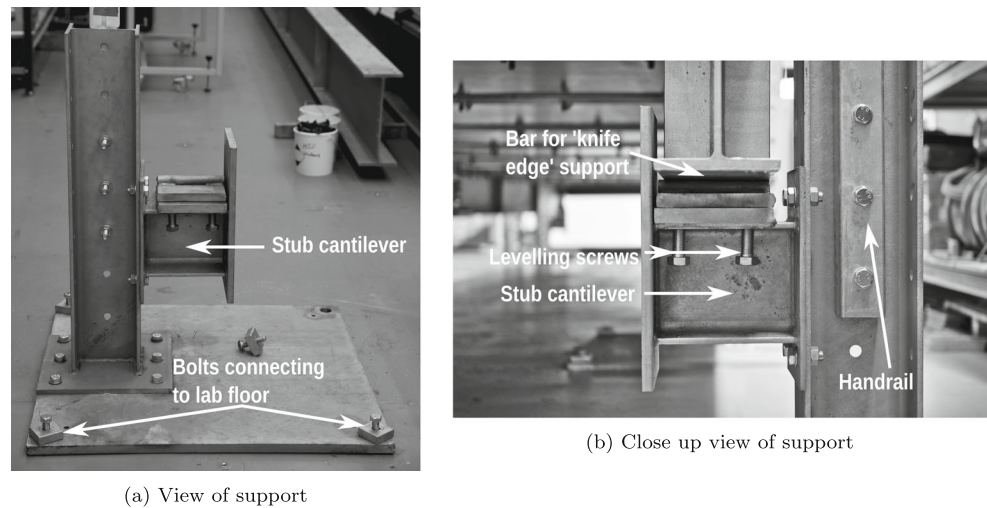 Stub cantilever
Bolts connecting
to lab floor
(a) View of support
Bar for 'knife
edge' support
Levelling screws
Stub cantilever
Handrail
(b) Close up view of support